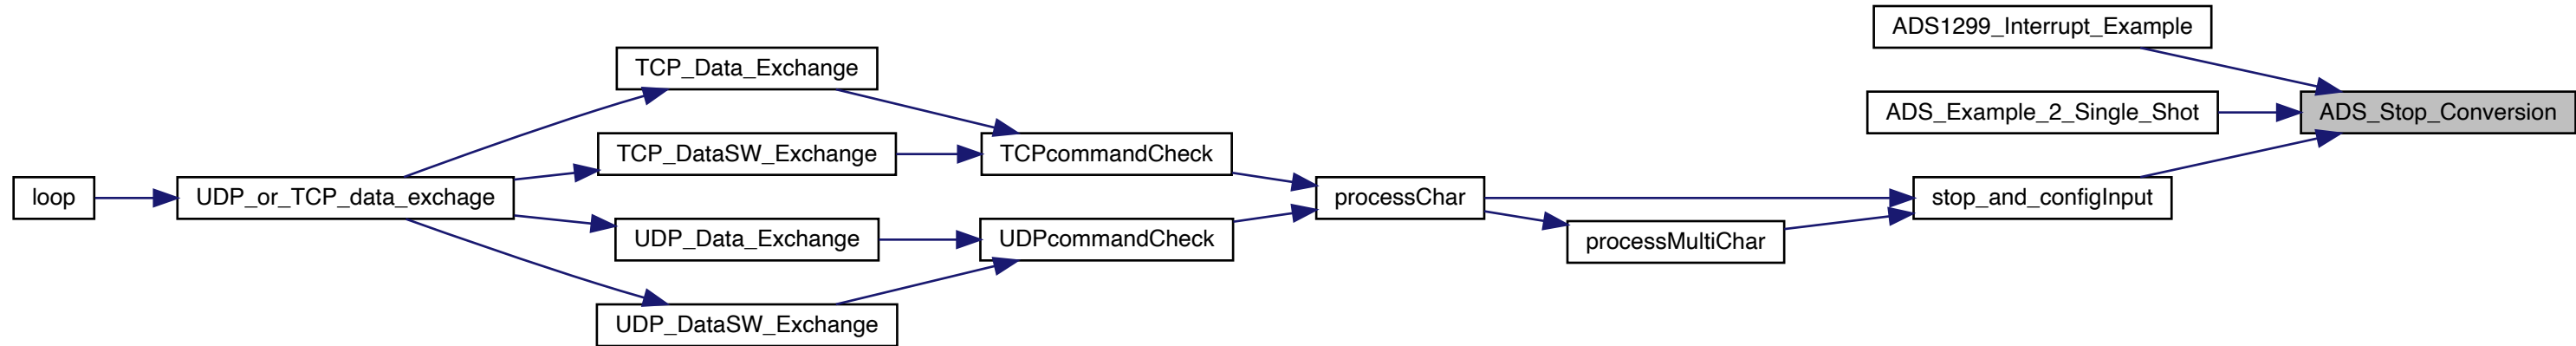 loop
UDP_or_TCP_data_exchage
TCP_Data_Exchange
TCP_DataSW_Exchange
UDP_Data_Exchange
UDP_DataSW_Exchange
TCPcommandCheck
UDPcommandCheck
processChar
processMultiChar
ADS1299_Interrupt_Example
ADS_Example_2_Single_Shot
stop_and_configInput
ADS_Stop_Conversion